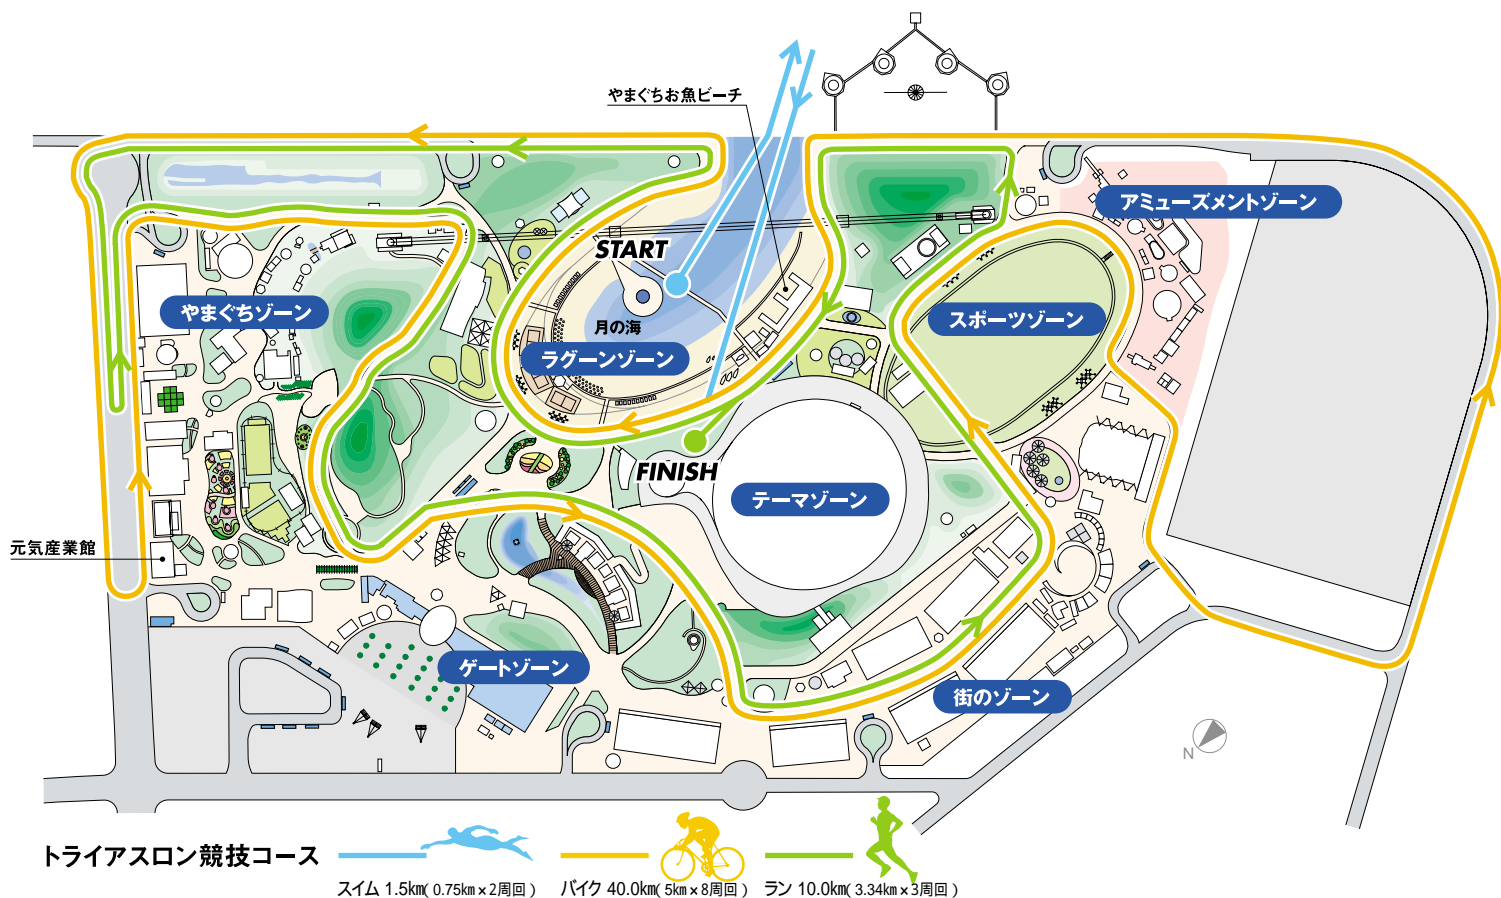 やまぐちお魚ビーチ
アミューズメントゾーン
START
やまぐちゾーン
スポーツゾーン
月の海
ラグーンゾーン
FINISH
テーマゾーン
元気産業館
ゲートゾーン
街のゾーン
N
トライアスロン競技コース
スイム 1.5km( 0.75km×2周回 )
バイク 40.0km( 5km×8周回 )
ラン 10.0km( 3.34km×3周回 )